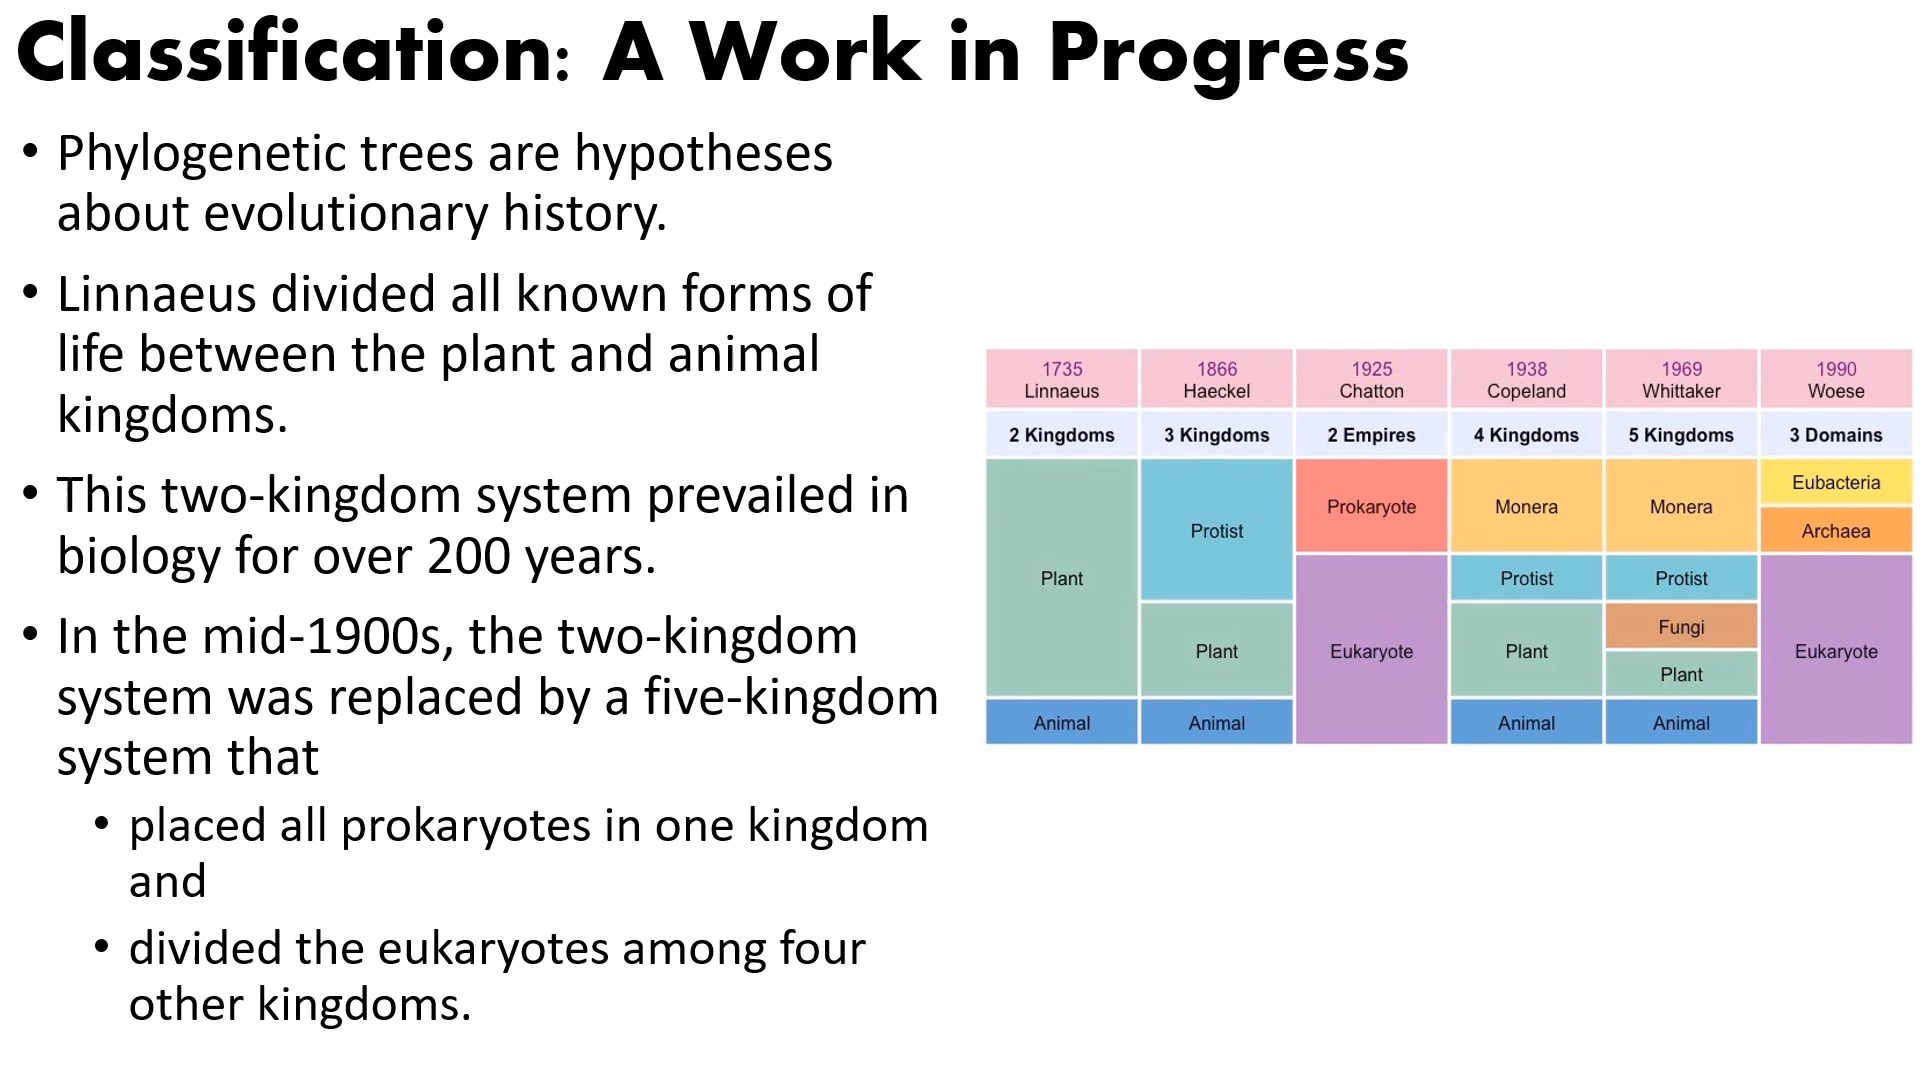 Classification: A Work in Progress
• Phylogenetic trees are hypotheses
about evolutionary history.
• Linnaeus divided all known forms of
life between the plant and animal
kingdoms.
• This two-kingdom system prevailed in
biology for over 200 years.
• In the mid-1900s, the two-kingdom
system was replaced by a five-kingdom
system that
• placed all prokaryotes in one kingdom
and
• divided the eukaryotes among four
other kingdoms.
1735 1866 1925 1938 1969 1990
Linnaeus Haeckel Chatton Copeland Whittaker Woese
2 Kingdoms 3 Kingdoms 2 Empires 4 Kingdoms 5 Kingdoms 3 Domains
Eubacteria
Prokaryote Monera Monera
Protist Archaea
Plant Protist Protist
Fungi
Plant Eukaryote Plant Eukaryote
Plant
Animal Animal Animal Animal